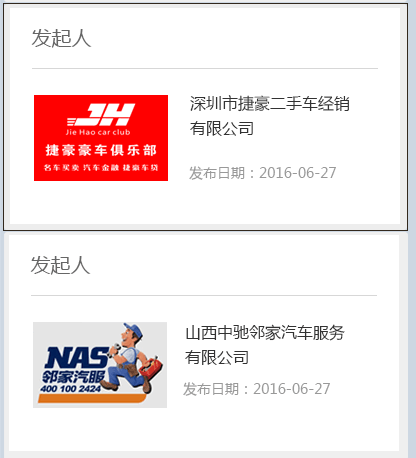 发起人
JH
Jie Hao car club
捷豪豪车俱乐部
名车买卖 汽车金融 捷豪车贷
深圳市捷豪二手车经销
有限公司
发布日期：2016-06-27
发起人
NAS
邻家汽服
400 100 2424
山西中驰邻家汽车服务
有限公司
发布日期：2016-06-27